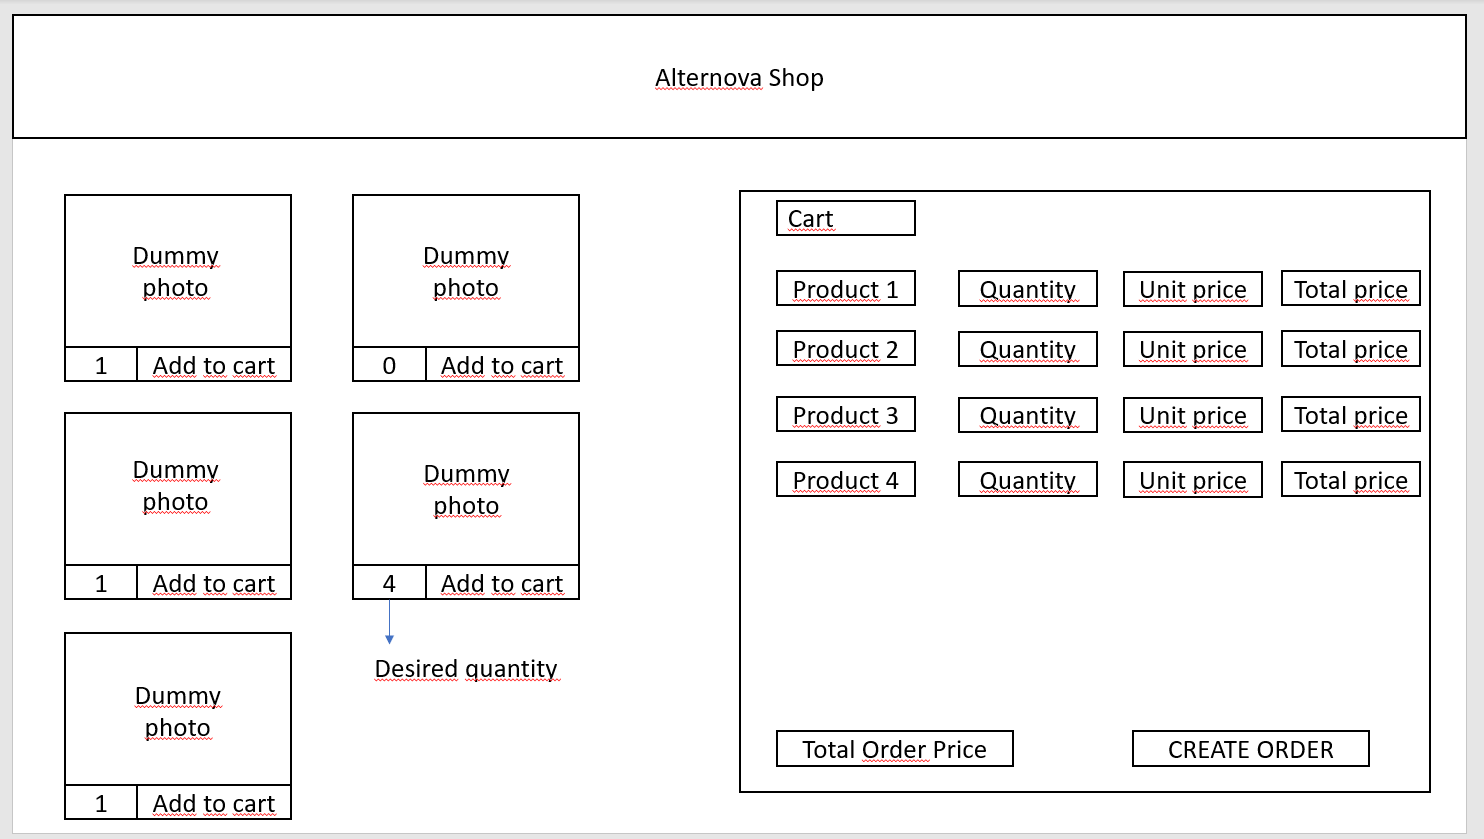 Alternova Shop
Dummy
photo
1 Add to cart
Dummy
photo
0 Add to cart
Dummy
photo
1 Add to cart
Dummy
photo
4 Add to cart
Desired quantity
Dummy
photo
1 Add to cart
Cart
Product 1 Quantity Unit price Total price
Product 2 Quantity Unit price Total price
Product 3 Quantity Unit price Total price
Product 4 Quantity Unit price Total price
Total Order Price CREATE ORDER